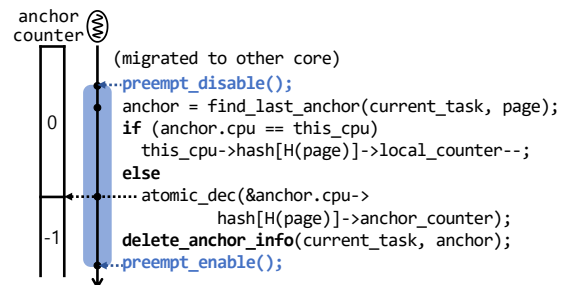 anchor
counter
(migrated to other core)
preempt_disable();
anchor = find_last_anchor(current_task, page);
0
if (anchor.cpu == this_cpu)
this_cpu->hash[H(page)]->local_counter--;
else
atomic_dec(&anchor.cpu->
hash[H(page)]->anchor_counter);
-1
delete_anchor_info(current_task, anchor);
preempt_enable();